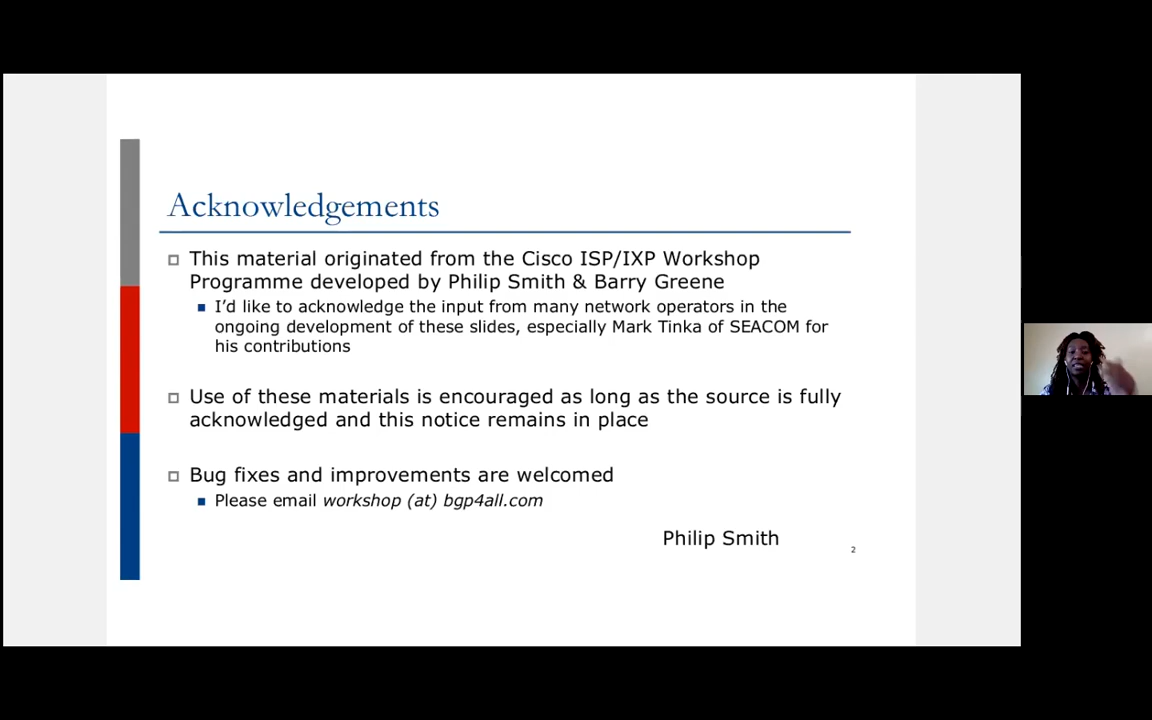 Acknowledgements
This material originated from the Cisco ISP/IXP Workshop
Programme developed by Philip Smith & Barry Greene
I'd like to acknowledge the input from many network operators in the
ongoing development of these slides, especially Mark Tinka of SEACOM for
his contributions
Use of these materials is encouraged as long as the source is fully
acknowledged and this notice remains in place
Bug fixes and improvements are welcomed
Please email workshop (at) bgp4all.com
Philip Smith
2